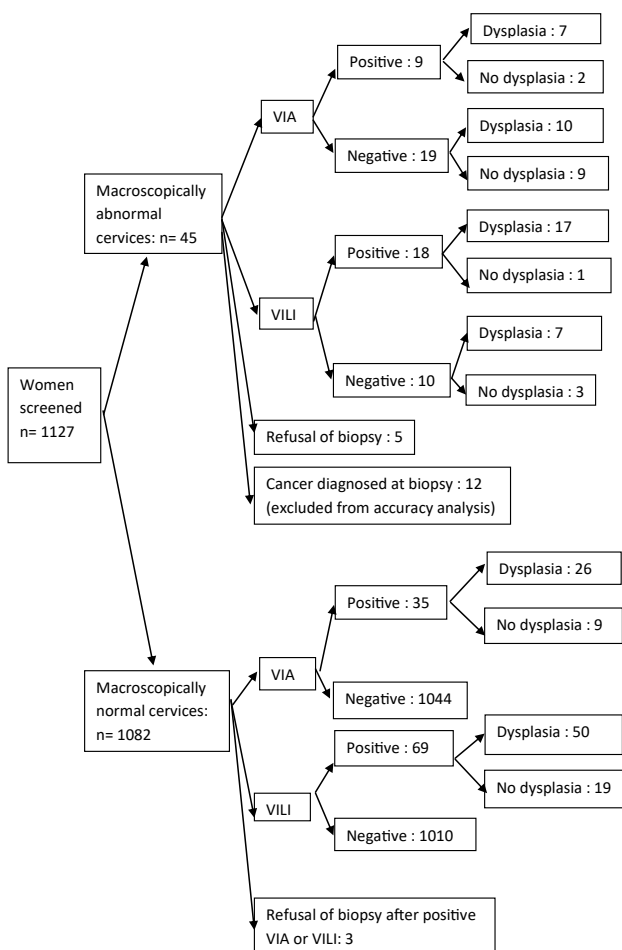 Women
screened
n= 1127
Macroscopically
abnormal
cervices: n= 45
VIA
Positive : 9
Dysplasia : 7
No dysplasia : 2
Negative : 19
Dysplasia : 10
No dysplasia : 9
VILI
Positive : 18
Dysplasia : 17
No dysplasia : 1
Negative : 10
Dysplasia : 7
No dysplasia : 3
Refusal of biopsy : 5
Cancer diagnosed at biopsy : 12
(excluded from accuracy analysis)
Macroscopically
normal cervices:
n= 1082
VIA
Positive : 35
Dysplasia : 26
No dysplasia : 9
Negative : 1044
VILI
Positive : 69
Dysplasia : 50
No dysplasia : 19
Negative : 1010
Refusal of biopsy after positive
VIA or VILI: 3